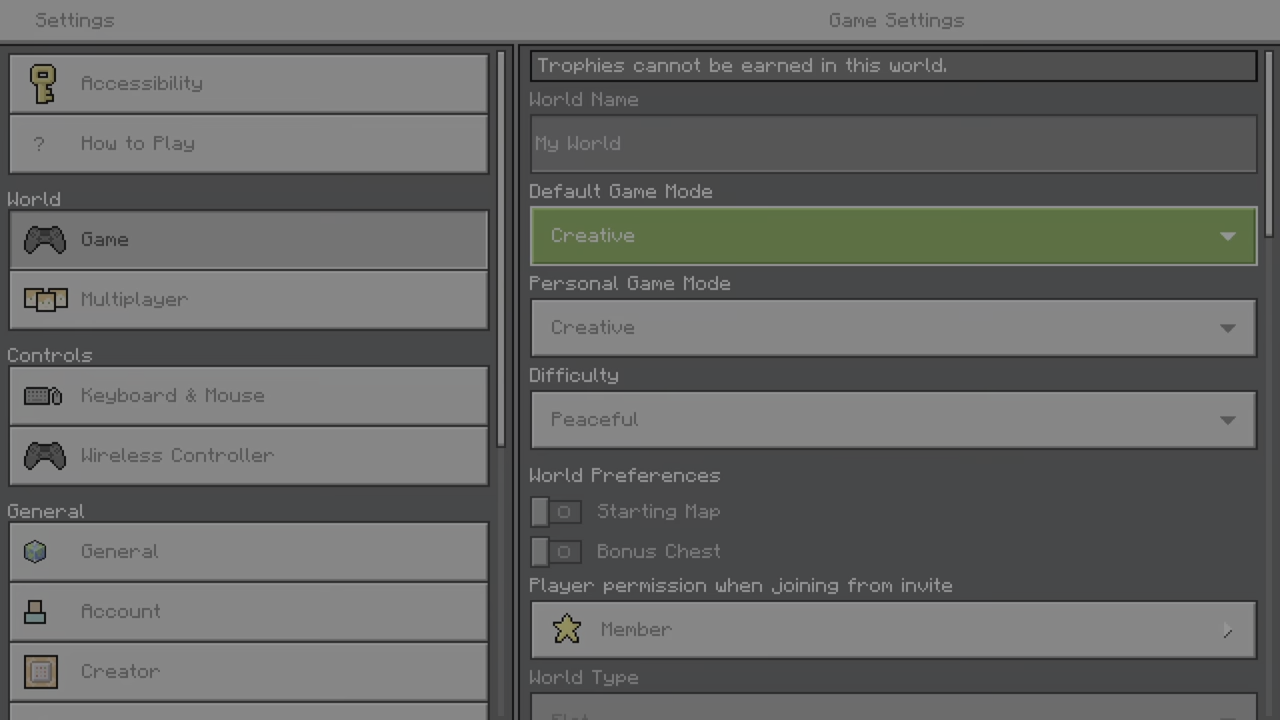 Settings
Game Settings
Accessibility
? How to Play
World
Game
Multiplayer
Controls
Keyboard & Mouse
Wireless Controller
General
General
Account
Creator
Trophies cannot be earned in this world.
World Name
My World
Default Game Mode
Creative
Personal Game Mode
Creative
Difficulty
Peaceful
World Preferences
Starting Map
Bonus Chest
Player permission when joining from invite
Member
World Type
Flat